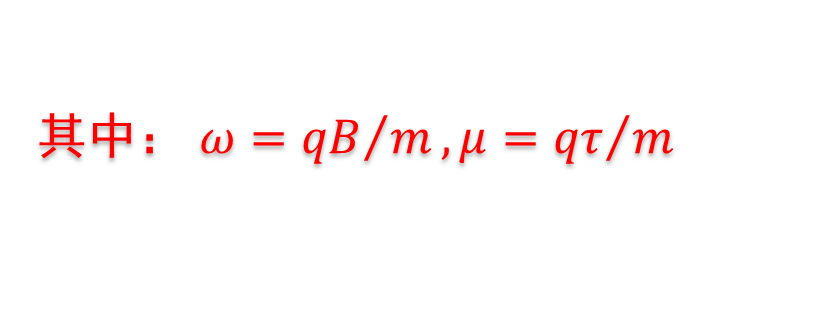 其中： ω = qB/m , μ = qτ/m